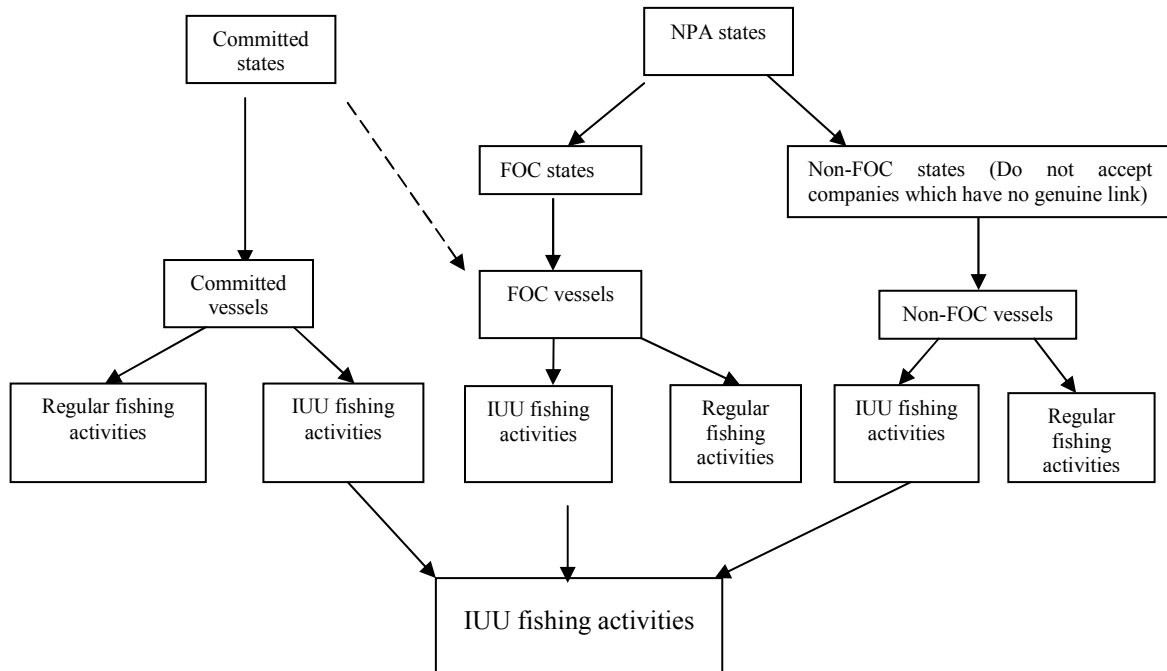 Committed
states
NPA states
FOC states
Non-FOC states (Do not accept
companies which have no genuine link)
Committed
vessels
FOC vessels
Non-FOC vessels
Regular fishing
activities
IUU fishing
activities
IUU fishing
activities
Regular
fishing
activities
IUU fishing
activities
Regular
fishing
activities
IUU fishing activities